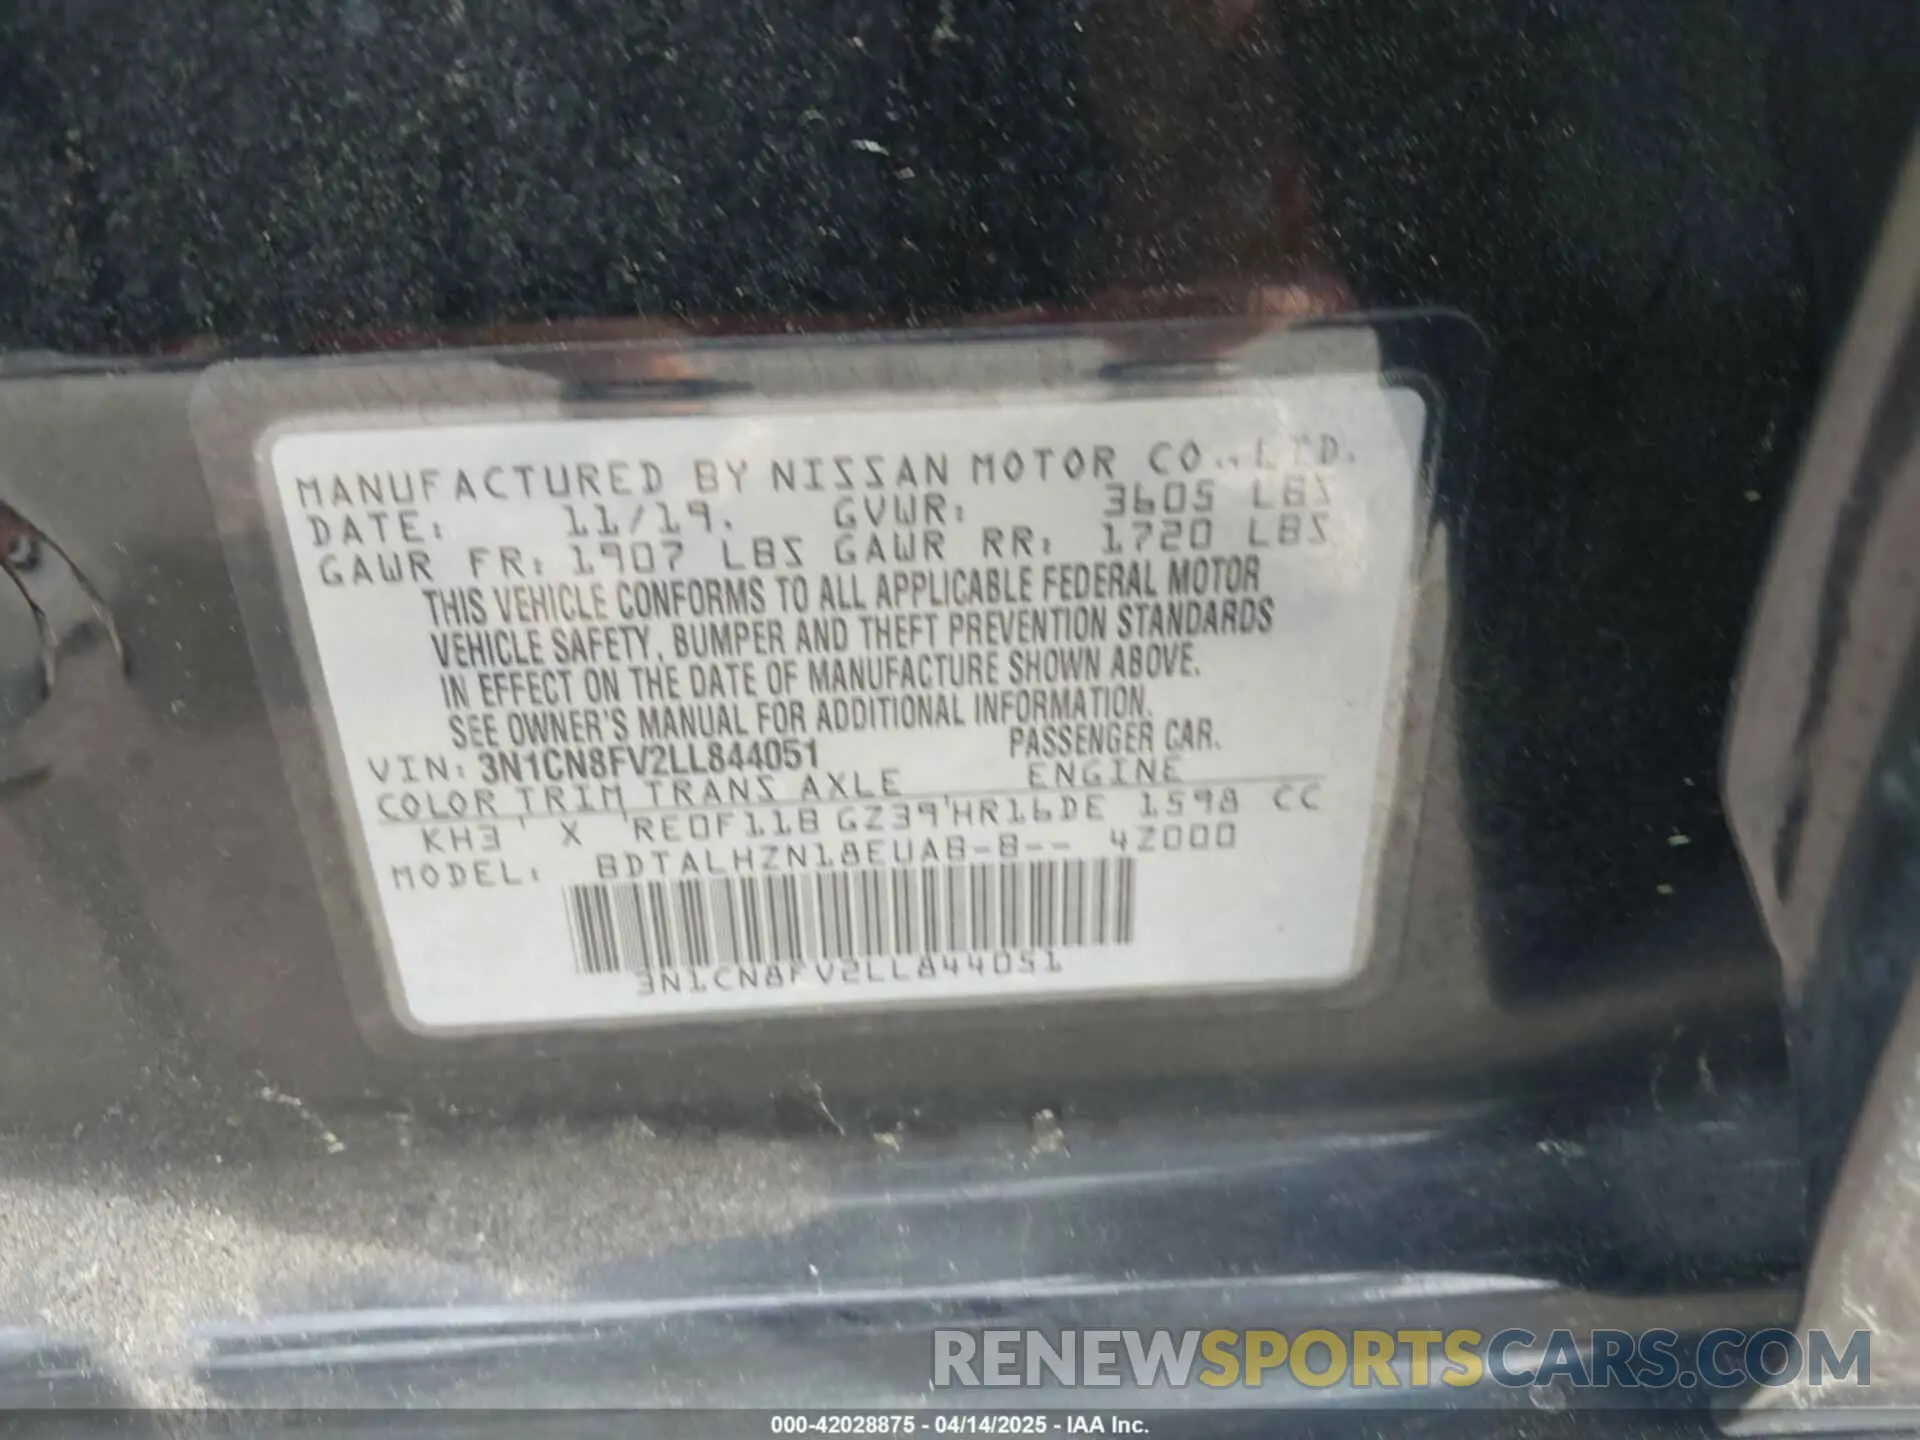 MANUFACTURED BY NISSAN MOTOR CO., LTD.
DATE: 11/19. GVWR: 3605 LBS
GAWR FR: 1907 LBS GAWR RR: 1720 LBS
THIS VEHICLE CONFORMS TO ALL APPLICABLE FEDERAL MOTOR
VEHICLE SAFETY, BUMPER AND THEFT PREVENTION STANDARDS
IN EFFECT ON THE DATE OF MANUFACTURE SHOWN ABOVE.
SEE OWNER'S MANUAL FOR ADDITIONAL INFORMATION.
VIN: 3N1CN8FV2LL844051 PASSENGER CAR.
COLOR TRIM TRANS AXLE ENGINE
KH3 X RE0F11B GZ39 HR16DE 1598 CC
MODEL: BDTALHZN18EUAB-B-- 4Z000
3N1CN8FV2LL844051
RENEWSPORTSCARS.COM
000-42028875 - 04/14/2025 - IAA Inc.